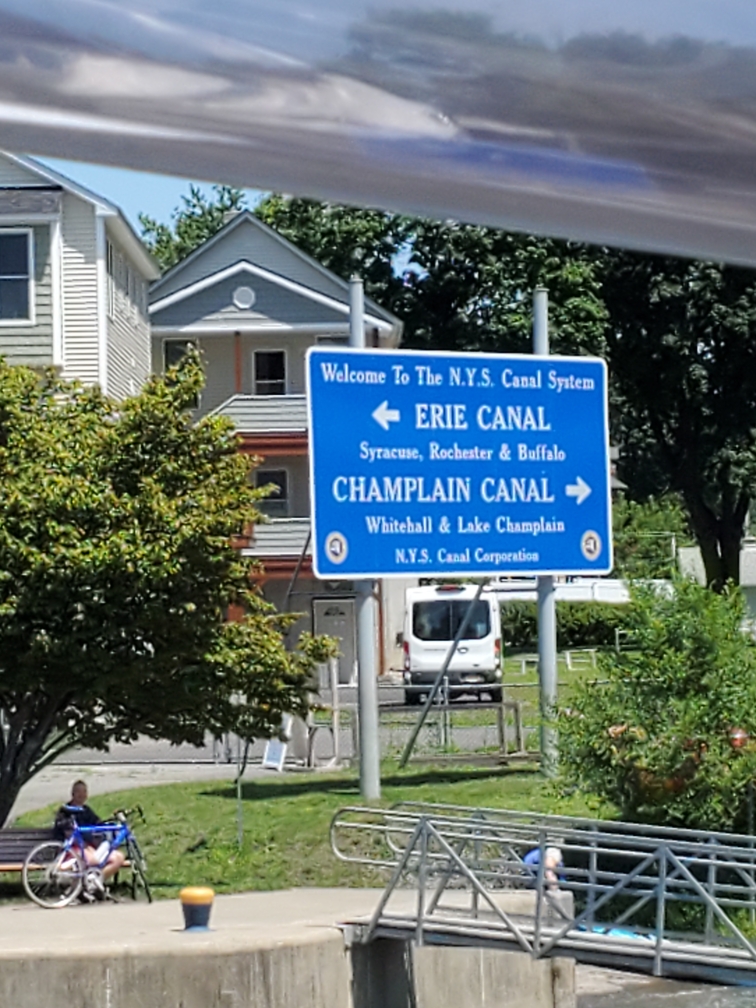 Welcome To The N.Y.S. Canal System
← ERIE CANAL
Syracuse, Rochester & Buffalo
CHAMPLAIN CANAL →
Whitehall & Lake Champlain
N.Y.S. Canal Corporation